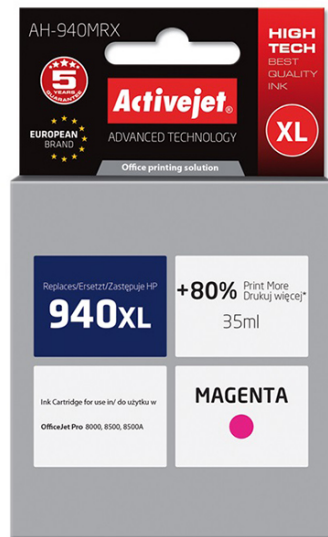 AH-940MRX
HIGH
TECH
BEST
QUALITY
INK
5
YEARS
GUARANTEE
Activejet®
EUROPEAN
BRAND
ADVANCED TECHNOLOGY
XL
Office printing solution
Replaces/Ersetzt/Zastępuje HP
940XL
+80% Print More
Drukuj więcej*
35ml
Ink Cartridge for use in/ do użytku w
OfficeJet Pro 8000, 8500, 8500A
MAGENTA